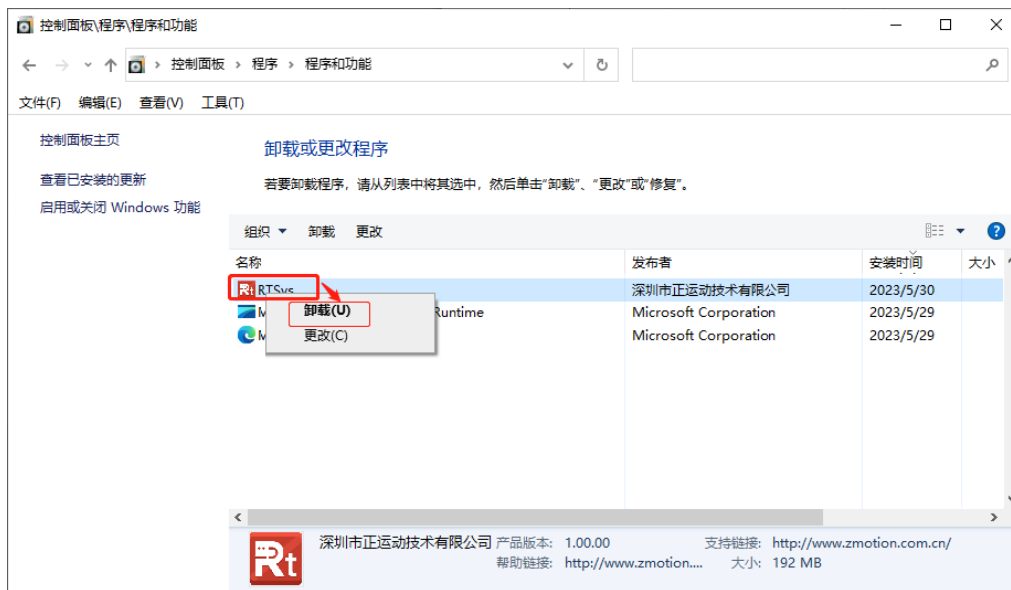 控制面板\程序\程序和功能
控制面板 › 程序 › 程序和功能
文件(F) 编辑(E) 查看(V) 工具(T)
控制面板主页
查看已安装的更新
启用或关闭 Windows 功能
卸载或更改程序
若要卸载程序，请从列表中将其选中，然后单击“卸载”、“更改”或“修复”。
组织 卸载 更改
名称 发布者 安装时间 大小
RTSys 深圳市正运动技术有限公司 2023/5/30
Runtime Microsoft Corporation 2023/5/29
Microsoft Corporation 2023/5/29
卸载(U)
更改(C)
Rt
深圳市正运动技术有限公司 产品版本: 1.00.00 支持链接: http://www.zmotion.com.cn/
帮助链接: http://www.zmotion.... 大小: 192 MB